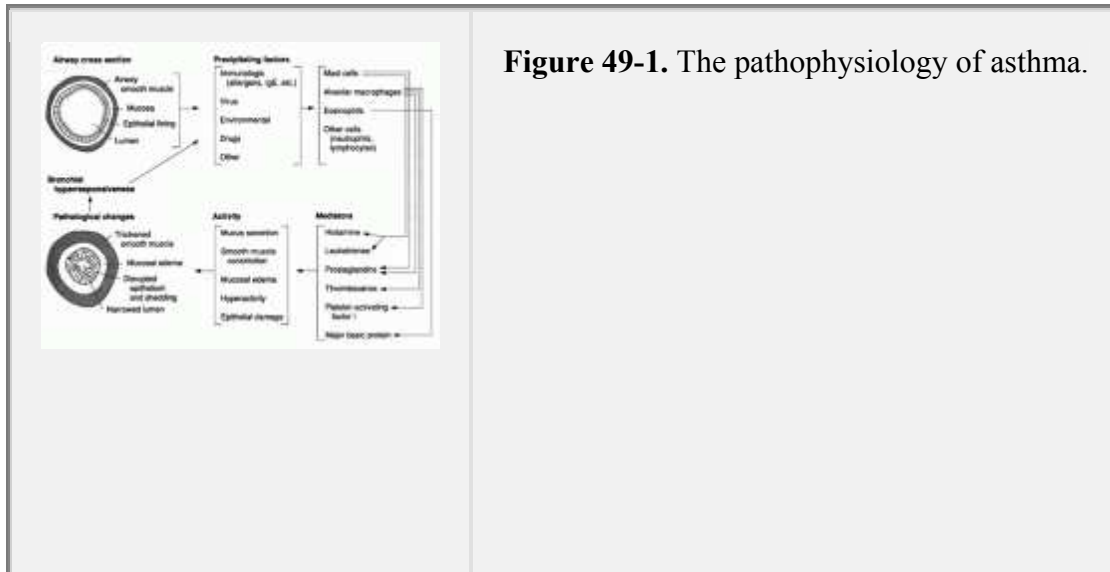 Airway cross section
Airway
smooth muscle
Mucosa
Epithelial lining
Lumen
Precipitating factors
Immunologic
(allergens, IgE, etc.)
Virus
Environmental
Drugs
Other
Mast cells
Alveolar macrophages
Eosinophils
Other cells
(neutrophils,
lymphocytes)
Bronchial
hyperresponsiveness
Pathological changes
Thickened
smooth muscle
Mucosal edema
Disrupted
epithelium
and shedding
Narrowed lumen
Activity
Mucus secretion
Smooth muscle
constriction
Mucosal edema
Hyperactivity
Epithelial damage
Mediators
Histamine
Leukotrienes
Prostaglandins
Thromboxanes
Platelet activating
factor
Major basic protein
Figure 49-1. The pathophysiology of asthma.